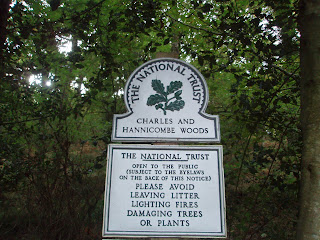 THE NATIONAL TRUST
CHARLES AND
HANNICOMBE WOODS
THE NATIONAL TRUST
OPEN TO THE PUBLIC
(SUBJECT TO THE BYELAWS
ON THE BACK OF THIS NOTICE)
PLEASE AVOID
LEAVING LITTER
LIGHTING FIRES
DAMAGING TREES
OR PLANTS